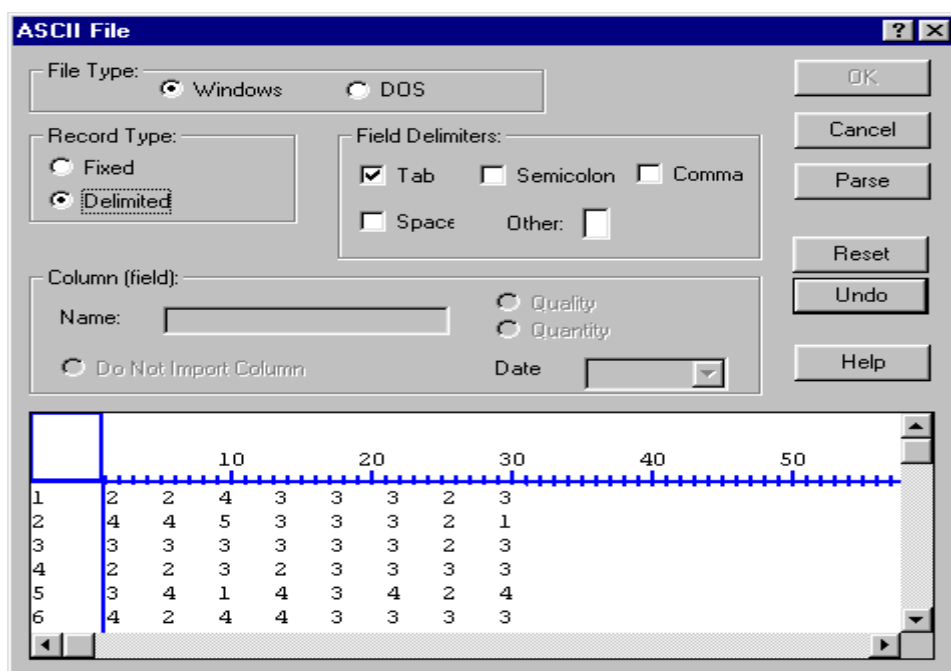 ASCII File
File Type:
Windows DOS
OK
Record Type:
Fixed
Delimited
Field Delimiters:
Tab Semicolon Comma
Space Other:
Cancel
Parse
Reset
Undo
Help
Column (field):
Name:
Quality
Quantity
Do Not Import Column
Date
10 20 30 40 50
1 2 2 4 3 3 3 2 3
2 4 4 5 3 3 3 2 1
3 3 3 3 3 3 3 2 3
4 2 2 3 2 3 3 3 3
5 3 4 1 4 3 4 2 4
6 4 2 4 4 3 3 3 3